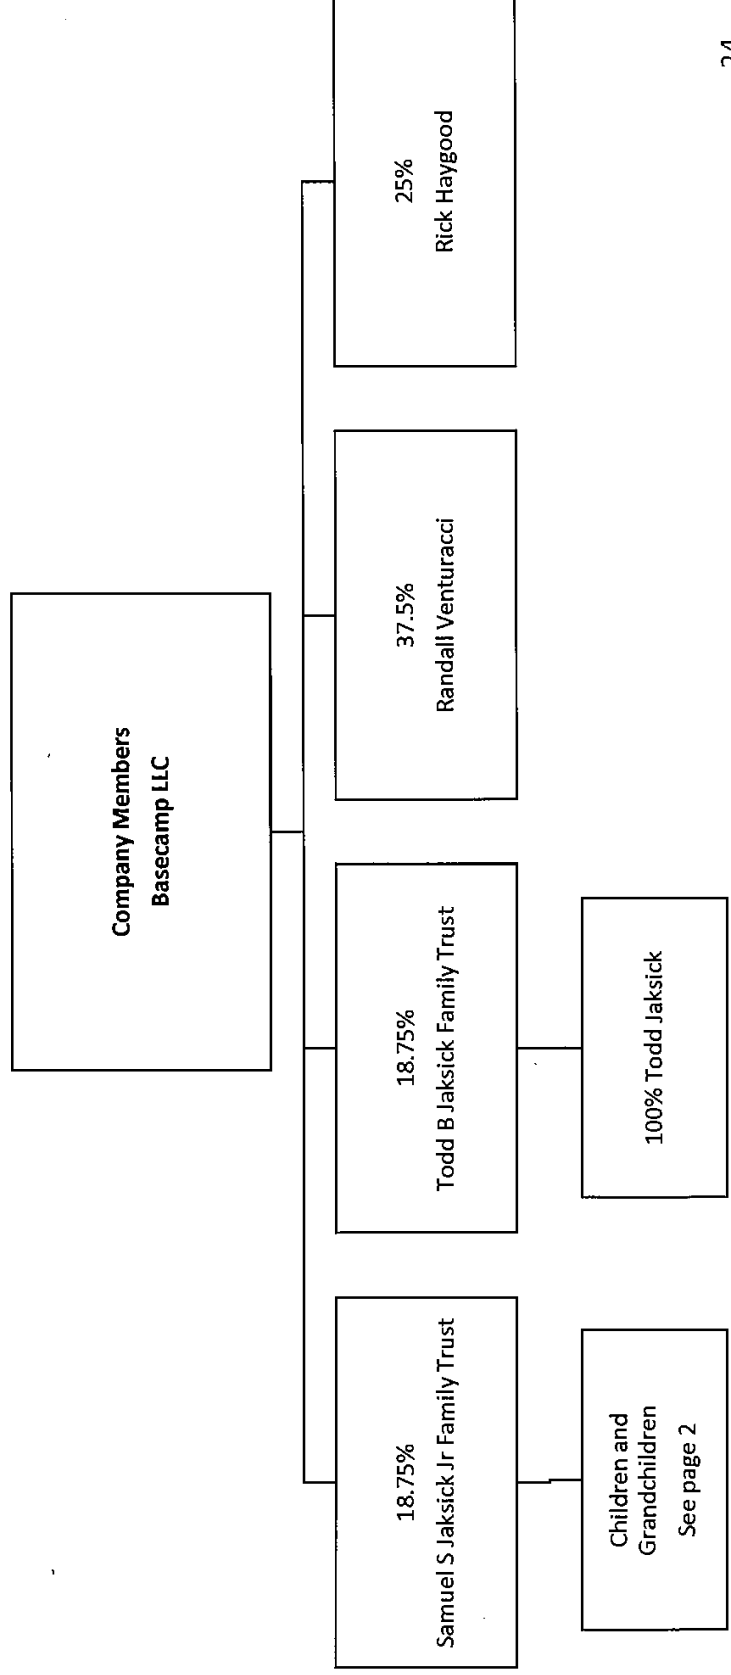 Company Members
Basecamp LLC
18.75%
Samuel S Jaksick Jr Family Trust
18.75%
Todd B Jaksick Family Trust
37.5%
Randall Venturacci
25%
Rick Haygood
Children and
Grandchildren
See page 2
100% Todd Jaksick